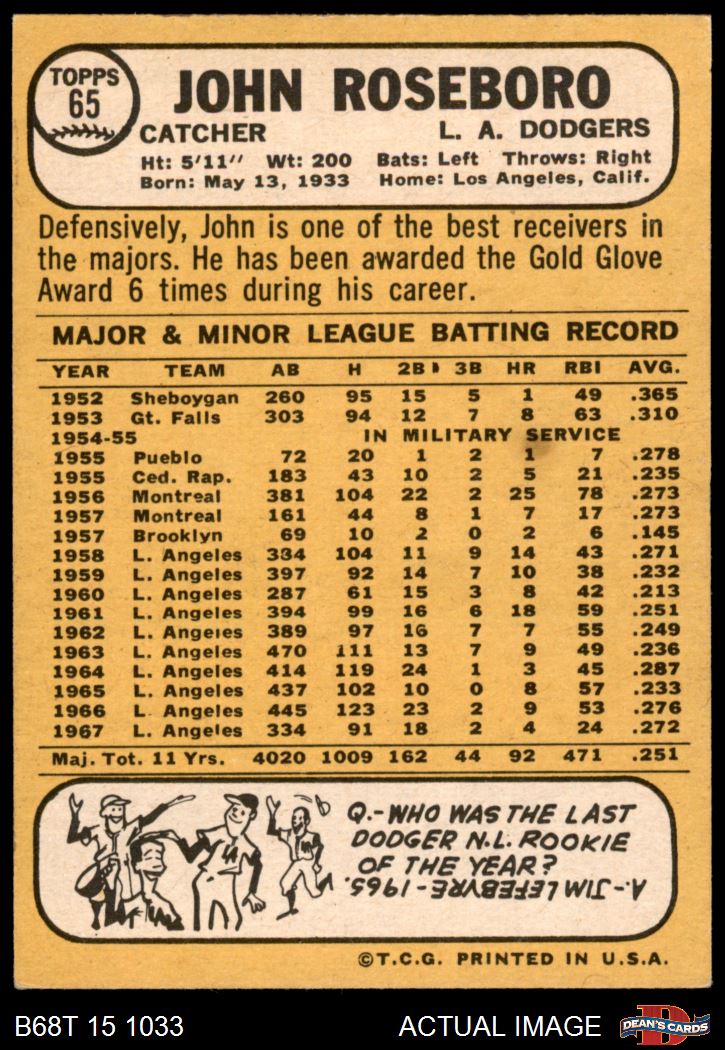 TOPPS
65
JOHN ROSEBORO
CATCHER L. A. DODGERS
Ht: 5'11" Wt: 200 Bats: Left Throws: Right
Born: May 13, 1933 Home: Los Angeles, Calif.
Defensively, John is one of the best receivers in
the majors. He has been awarded the Gold Glove
Award 6 times during his career.
MAJOR & MINOR LEAGUE BATTING RECORD
YEAR TEAM AB H 2B 3B HR RBI AVG.
1952 Sheboygan 260 95 15 5 1 49 .365
1953 Gt. Falls 303 94 12 7 8 63 .310
1954-55 IN MILITARY SERVICE
1955 Pueblo 72 20 1 2 1 7 .278
1955 Ced. Rap. 183 43 10 2 5 21 .235
1956 Montreal 381 104 22 2 25 78 .273
1957 Montreal 161 44 8 1 7 17 .273
1957 Brooklyn 69 10 2 0 2 6 .145
1958 L. Angeles 384 104 11 9 14 43 .271
1959 L. Angeles 397 92 14 7 10 38 .232
1960 L. Angeles 287 61 15 3 8 42 .213
1961 L. Angeles 394 99 16 6 18 59 .251
1962 L. Angeles 389 97 16 7 7 55 .249
1963 L. Angeles 470 111 13 7 9 49 .236
1964 L. Angeles 414 119 24 1 3 45 .287
1965 L. Angeles 437 102 10 0 8 57 .233
1966 L. Angeles 445 123 23 2 9 53 .276
1967 L. Angeles 334 91 18 2 4 24 .272
Maj. Tot. 11 Yrs. 4020 1009 162 44 92 471 .251
Q.-WHO WAS THE LAST
DODGER N.L. ROOKIE
OF THE YEAR?
A.-JIM LEFEBVRE-1965.
M
©T.C.G. PRINTED IN U.S.A.
B68T 15 1033 ACTUAL IMAGE
D
DEAN'S CARDS